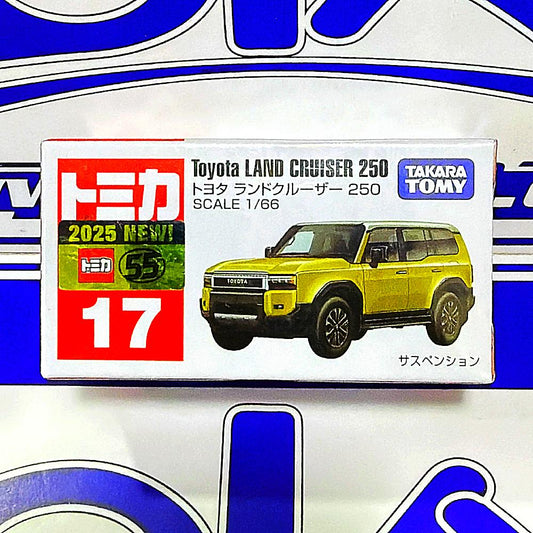 トミカ
2025 NEW!
トミカ 55
17
Toyota LAND CRUISER 250
トヨタ ランドクルーザー 250
SCALE 1/66
TAKARA
TOMY
TOYOTA
サスペンション